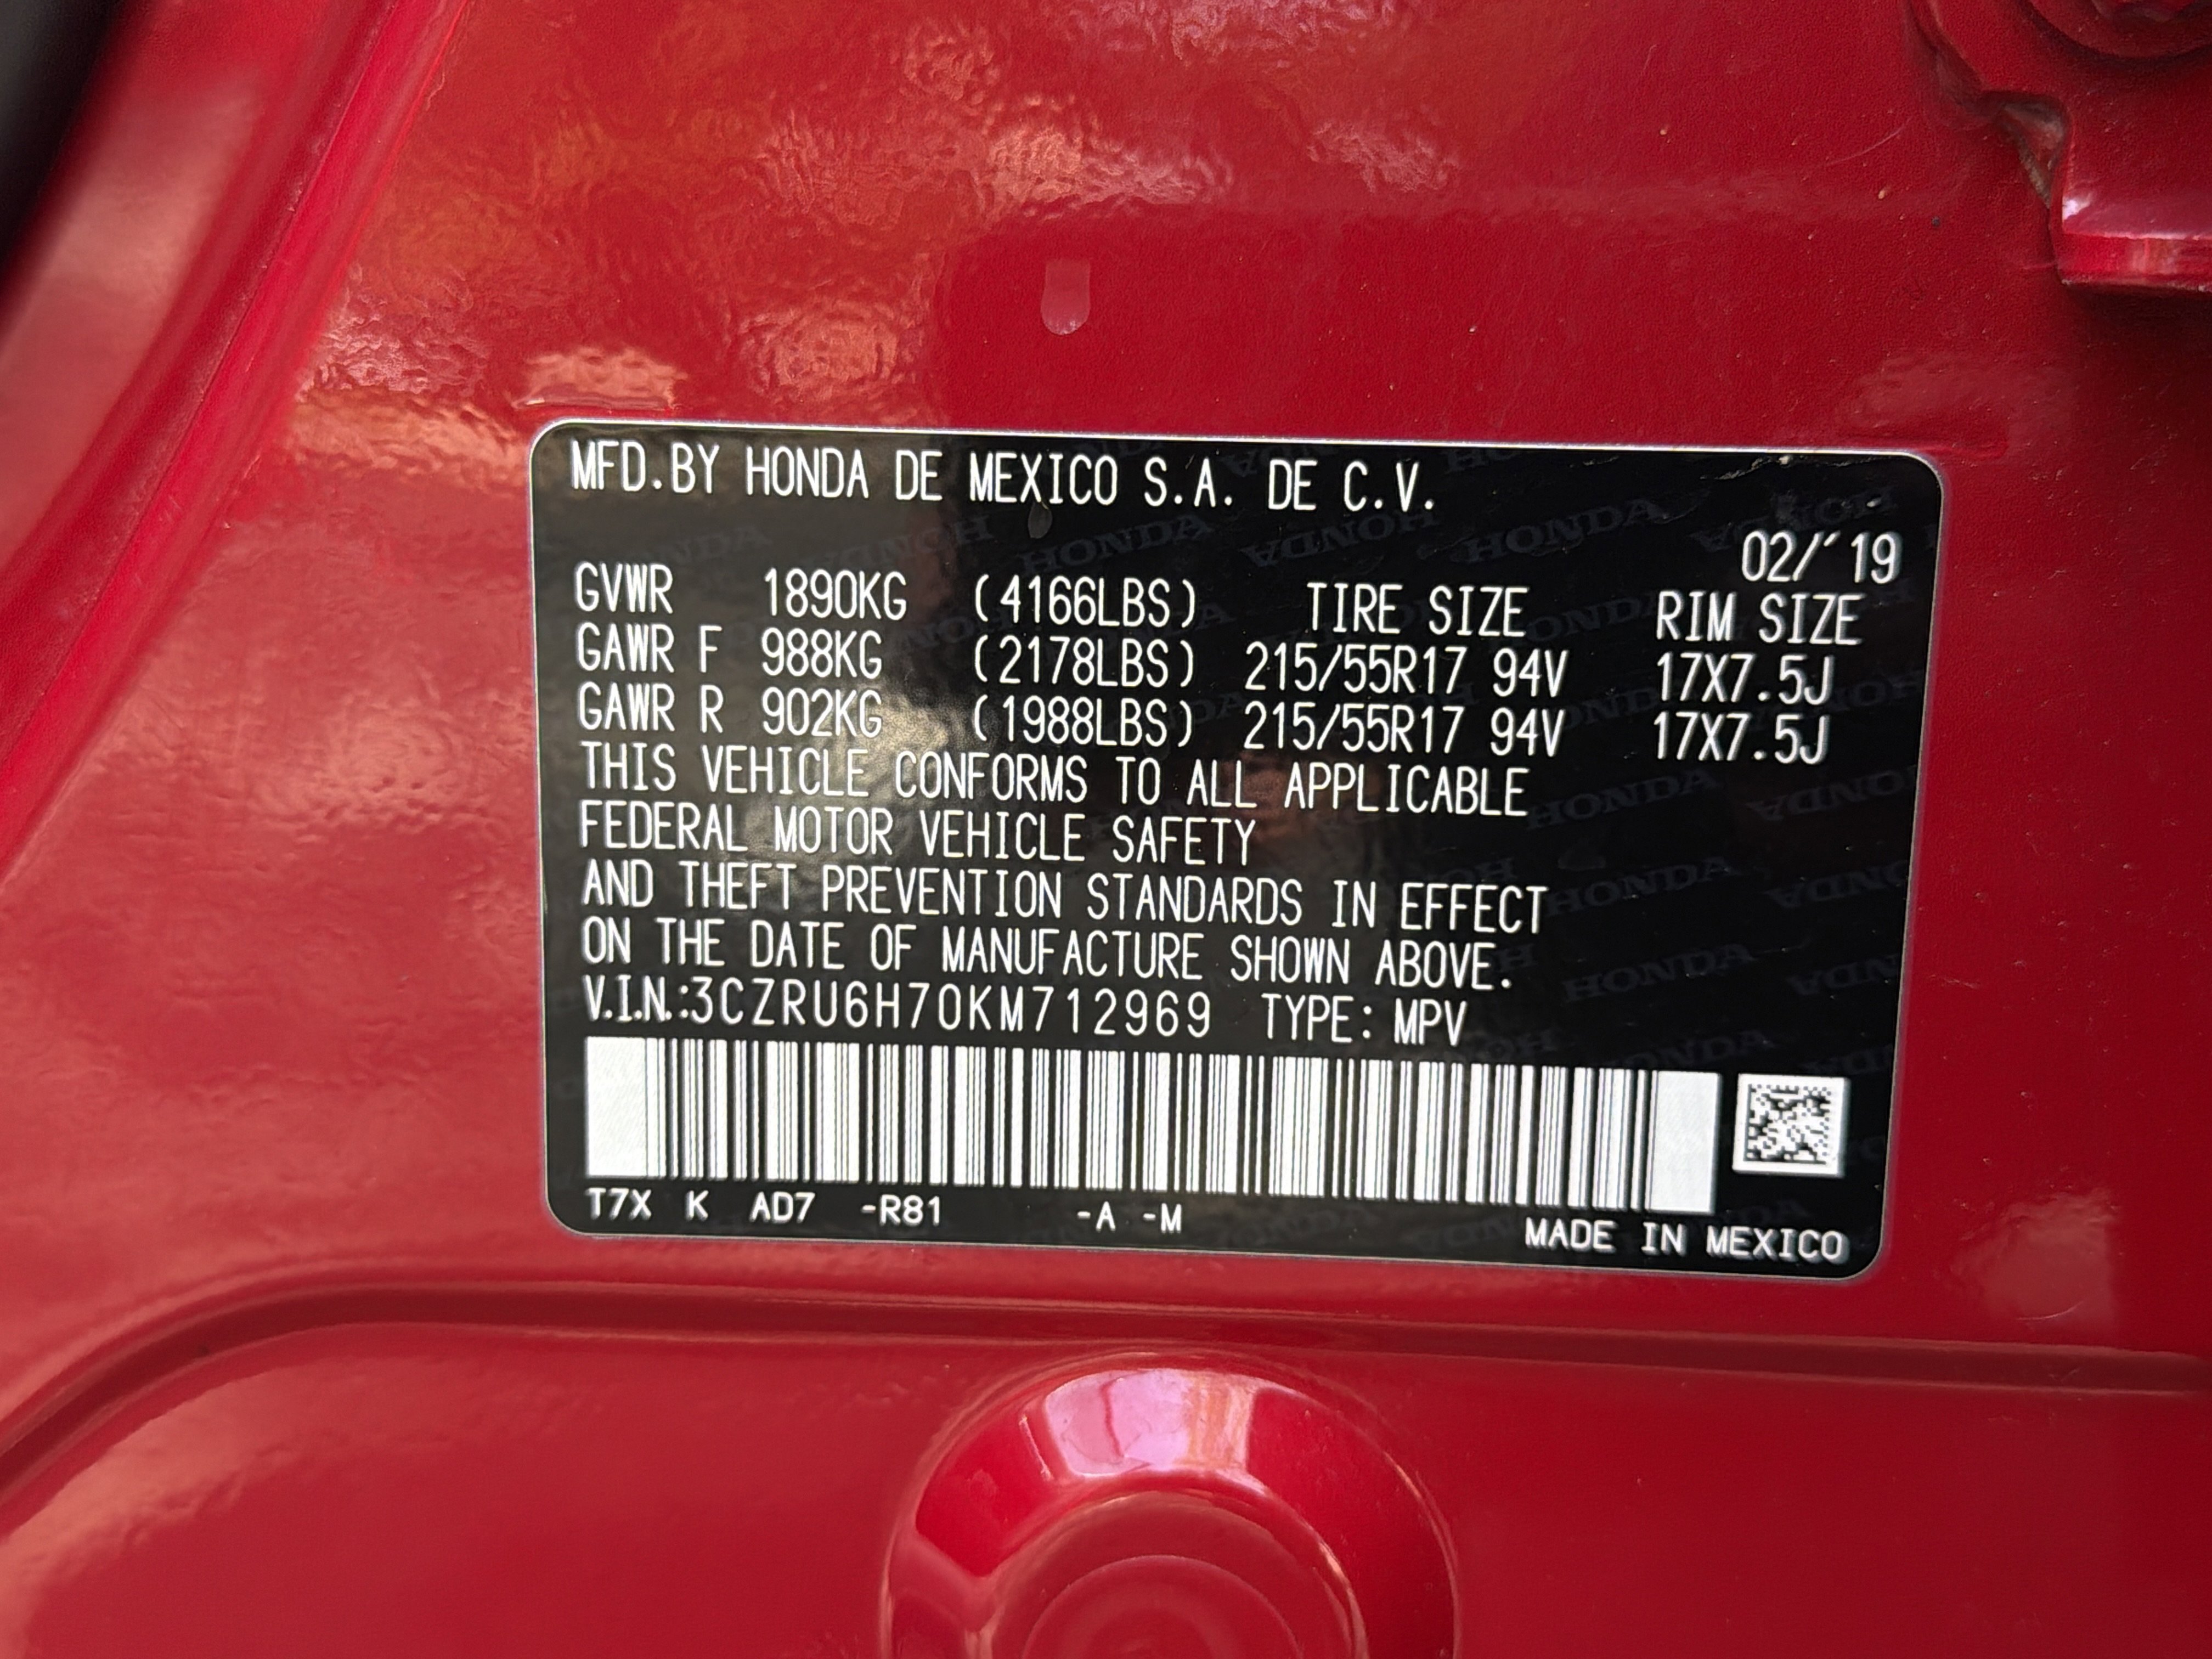 MFD.BY HONDA DE MEXICO S.A. DE C.V.
02/´19
GVWR 1890KG (4166LBS) TIRE SIZE RIM SIZE
GAWR F 988KG (2178LBS) 215/55R17 94V 17X7.5J
GAWR R 902KG (1988LBS) 215/55R17 94V 17X7.5J
THIS VEHICLE CONFORMS TO ALL APPLICABLE
FEDERAL MOTOR VEHICLE SAFETY
AND THEFT PREVENTION STANDARDS IN EFFECT
ON THE DATE OF MANUFACTURE SHOWN ABOVE.
V.I.N.:3CZRU6H70KM712969 TYPE: MPV
T7X K AD7 -R81 -A -M
MADE IN MEXICO